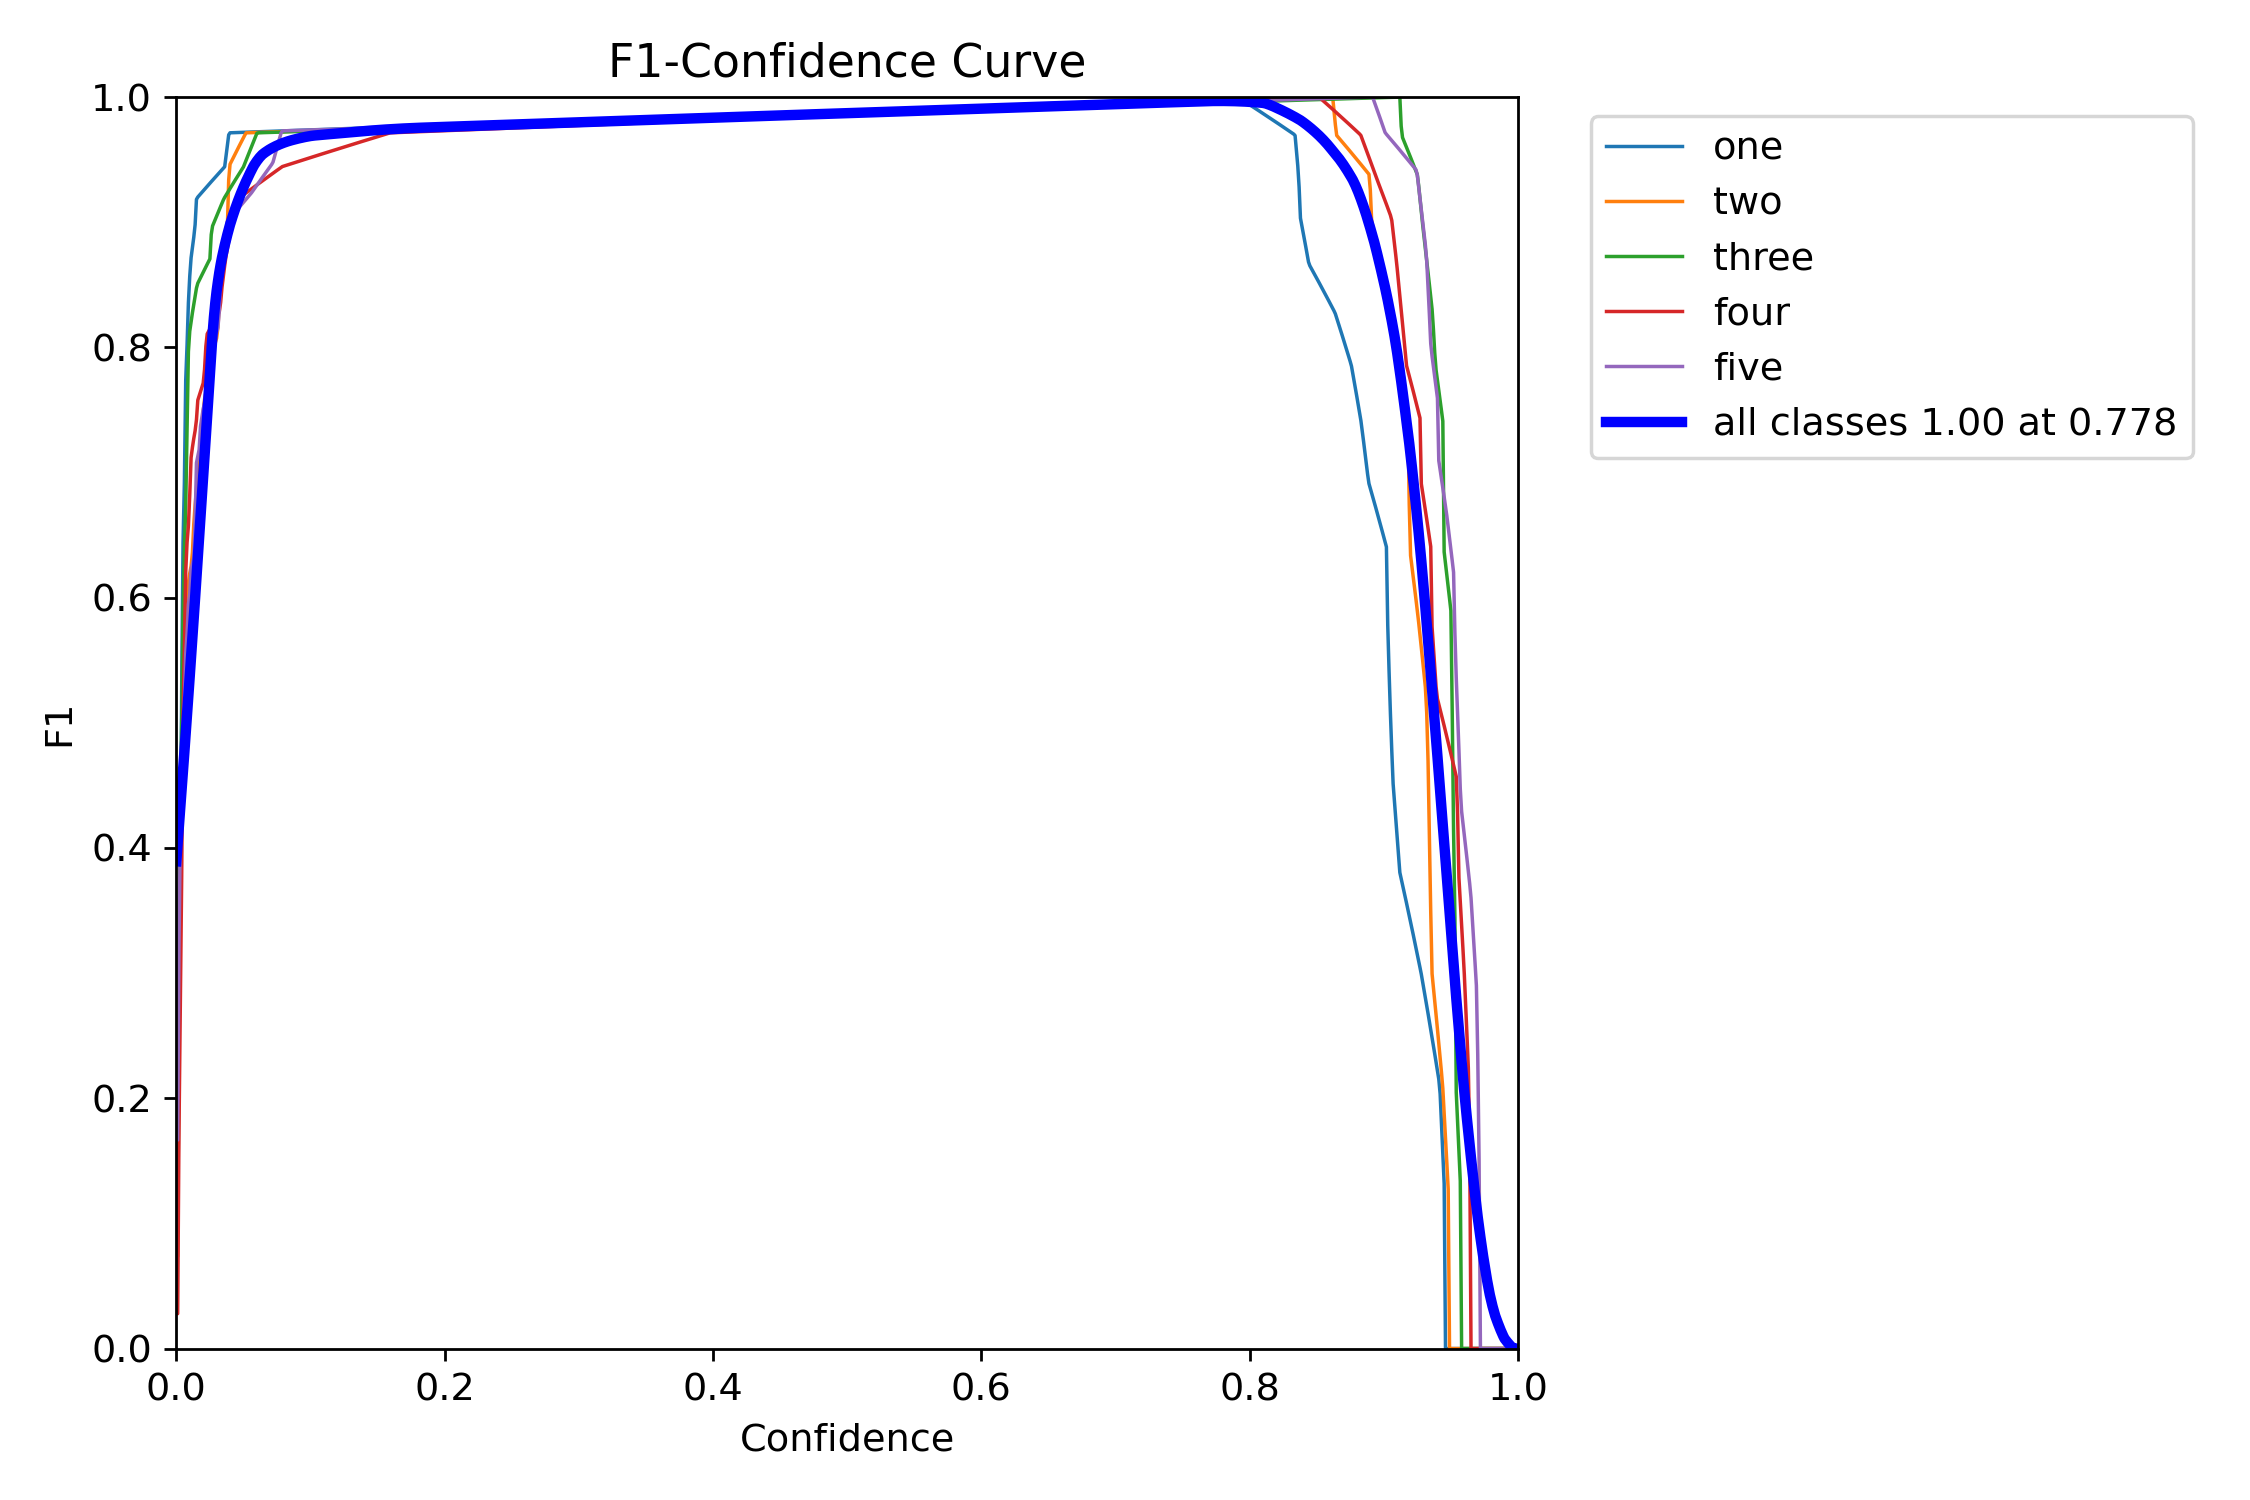 F1-Confidence Curve
1.0
0.8
0.6
0.4
0.2
0.0
F1
0.0 0.2 0.4 0.6 0.8 1.0
Confidence
one
two
three
four
five
all classes 1.00 at 0.778